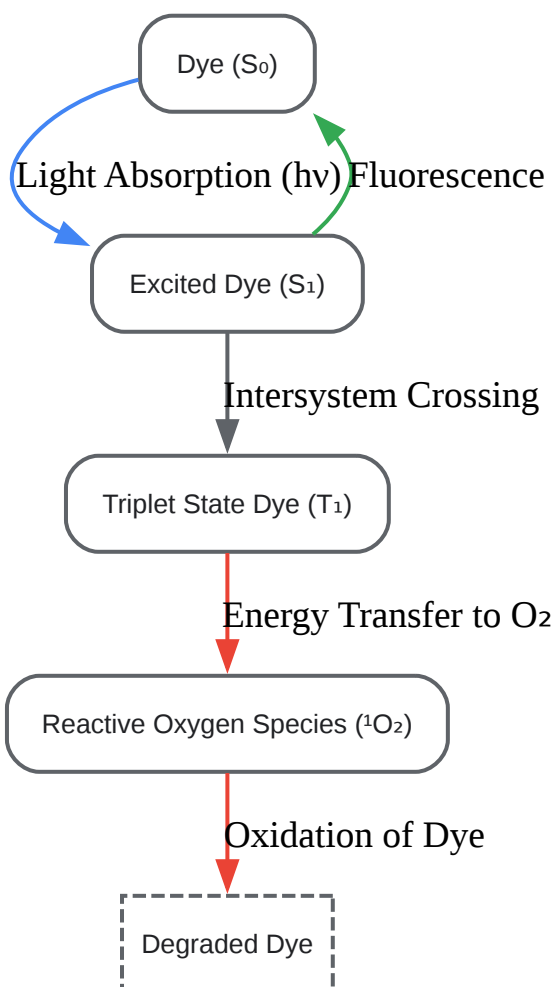 Dye (S₀)
Light Absorption (hν)
Fluorescence
Excited Dye (S₁)
Intersystem Crossing
Triplet State Dye (T₁)
Energy Transfer to O₂
Reactive Oxygen Species (¹O₂)
Oxidation of Dye
Degraded Dye